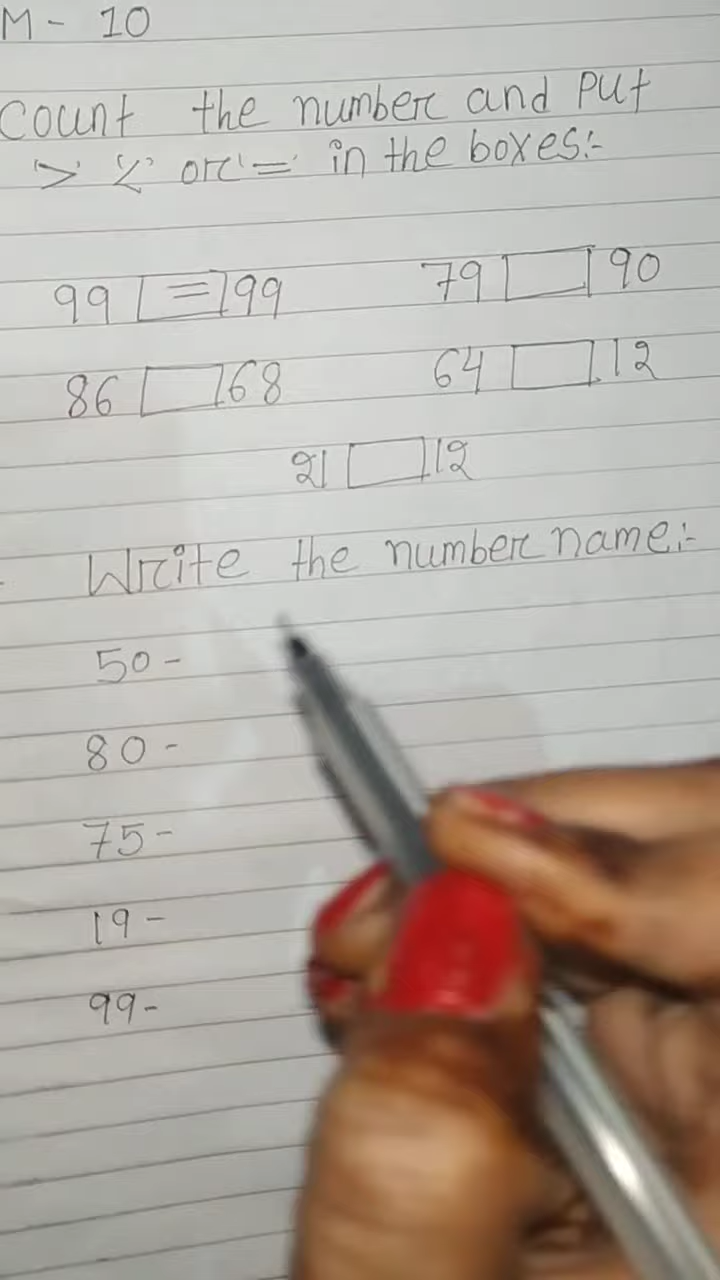 M - 10
Count the number and Put
'>' '<' or '=' in the boxes:-
99 = 99 79 90
86 68 64 12
21 12
Write the number name:-
50 -
80 -
75 -
19 -
99 -